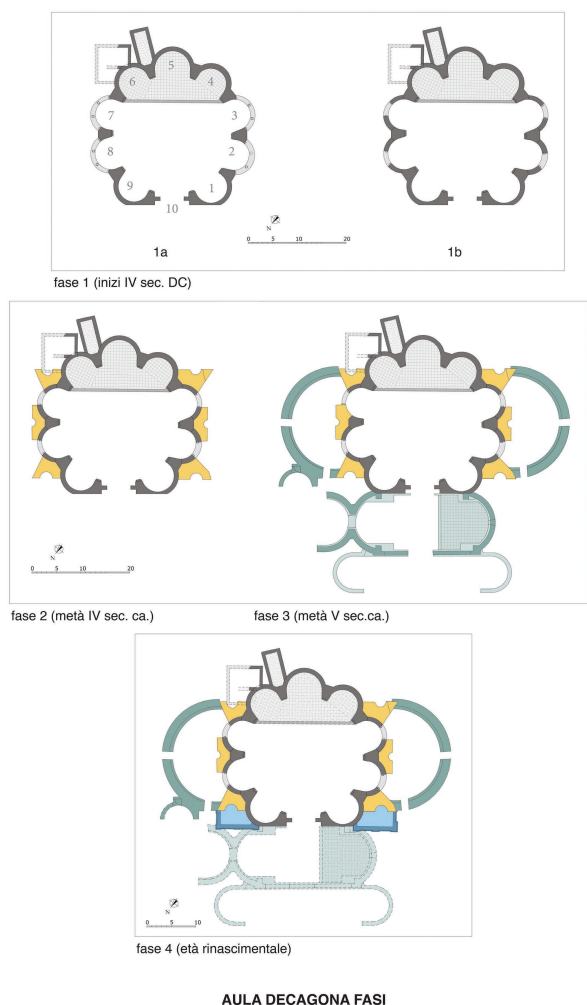 5
6 4
7 3
8 2
9 1
10
N
0 5 10 20
1a 1b
fase 1 (inizi IV sec. DC)
N
0 5 10 20
fase 2 (metà IV sec. ca.) fase 3 (metà V sec.ca.)
N
0 5 10
fase 4 (età rinascimentale)
AULA DECAGONA FASI